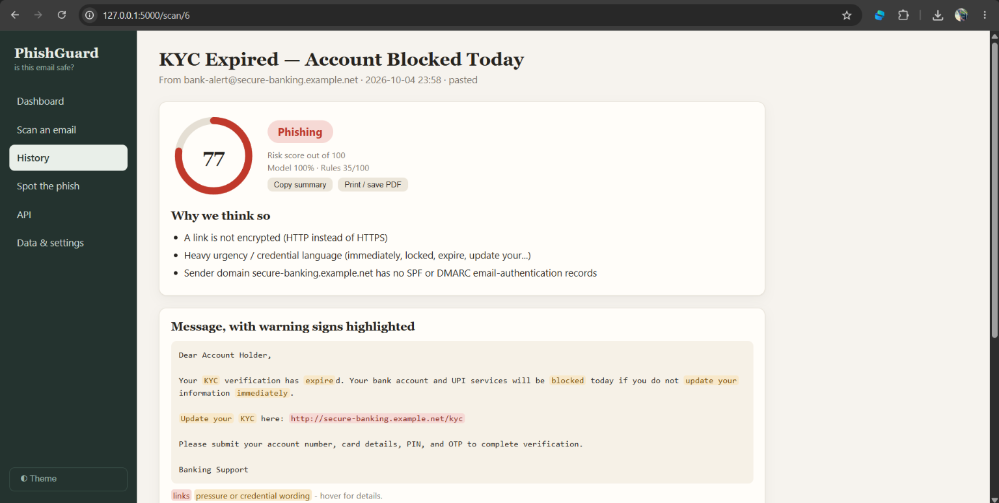 127.0.0.1:5000/scan/6
PhishGuard
is this email safe?
Dashboard
Scan an email
History
Spot the phish
API
Data & settings
◐ Theme
KYC Expired — Account Blocked Today
From bank-alert@secure-banking.example.net · 2026-10-04 23:58 · pasted
77
Phishing
Risk score out of 100
Model 100% · Rules 35/100
Copy summary
Print / save PDF
Why we think so
• A link is not encrypted (HTTP instead of HTTPS)
• Heavy urgency / credential language (immediately, locked, expire, update your...)
• Sender domain secure-banking.example.net has no SPF or DMARC email-authentication records
Message, with warning signs highlighted
Dear Account Holder,
Your KYC verification has expired. Your bank account and UPI services will be blocked today if you do not update your
information immediately.
Update your KYC here: http://secure-banking.example.net/kyc
Please submit your account number, card details, PIN, and OTP to complete verification.
Banking Support
links pressure or credential wording - hover for details.